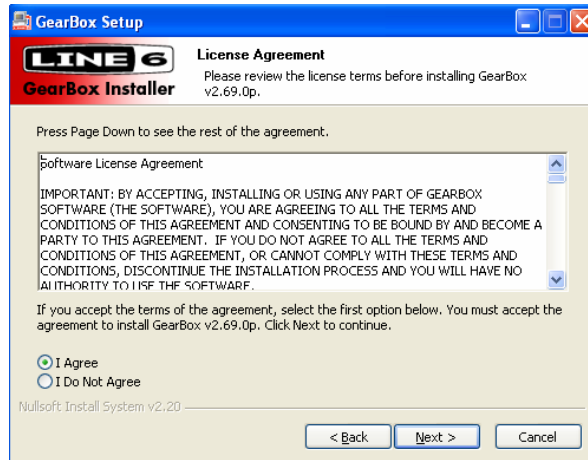 GearBox Setup
LINE 6
GearBox Installer
License Agreement
Please review the license terms before installing GearBox
v2.69.0p.
Press Page Down to see the rest of the agreement.
Software License Agreement
IMPORTANT: BY ACCEPTING, INSTALLING OR USING ANY PART OF GEARBOX
SOFTWARE (THE SOFTWARE), YOU ARE AGREEING TO ALL THE TERMS AND
CONDITIONS OF THIS AGREEMENT AND CONSENTING TO BE BOUND BY AND BECOME A
PARTY TO THIS AGREEMENT. IF YOU DO NOT AGREE TO ALL THE TERMS AND
CONDITIONS OF THIS AGREEMENT, OR CANNOT COMPLY WITH THESE TERMS AND
CONDITIONS, DISCONTINUE THE INSTALLATION PROCESS AND YOU WILL HAVE NO
AUTHORITY TO USE THE SOFTWARE.
If you accept the terms of the agreement, select the first option below. You must accept the
agreement to install GearBox v2.69.0p. Click Next to continue.
I Agree
I Do Not Agree
Nullsoft Install System v2.20
< Back
Next >
Cancel